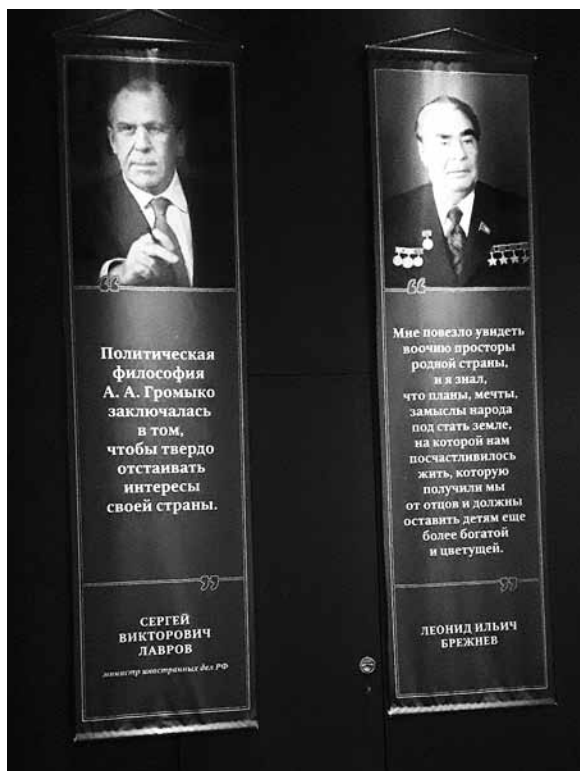 Политическая
философия
А. А. Громыко
заключалась
в том,
чтобы твердо
отстаивать
интересы
своей страны.
СЕРГЕЙ
ВИКТОРОВИЧ
ЛАВРОВ
министр иностранных дел РФ
Мне повезло увидеть
воочию просторы
родной страны,
и я знал,
что планы, мечты,
замыслы народа
под стать земле,
на которой нам
посчастливилось
жить, которую
получили мы
от отцов и должны
оставить детям еще
более богатой
и цветущей.
ЛЕОНИД ИЛЬИЧ
БРЕЖНЕВ